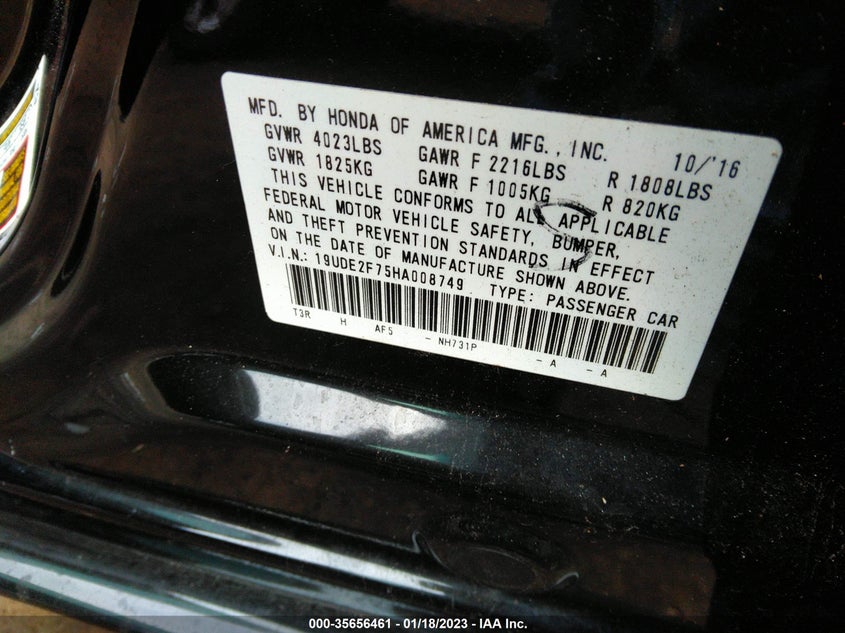 MFD. BY HONDA OF AMERICA MFG., INC. 10/'16
GVWR 4023LBS GAWR F 2216LBS R 1808LBS
GVWR 1825KG GAWR F 1005KG R 820KG
THIS VEHICLE CONFORMS TO ALL APPLICABLE
FEDERAL MOTOR VEHICLE SAFETY, BUMPER,
AND THEFT PREVENTION STANDARDS IN EFFECT
ON THE DATE OF MANUFACTURE SHOWN ABOVE.
V.I.N.: 19UDE2F75HA008749 TYPE: PASSENGER CAR
T3R H AF5 - NH731P - A - A
000-35656461 - 01/18/2023 - IAA Inc.